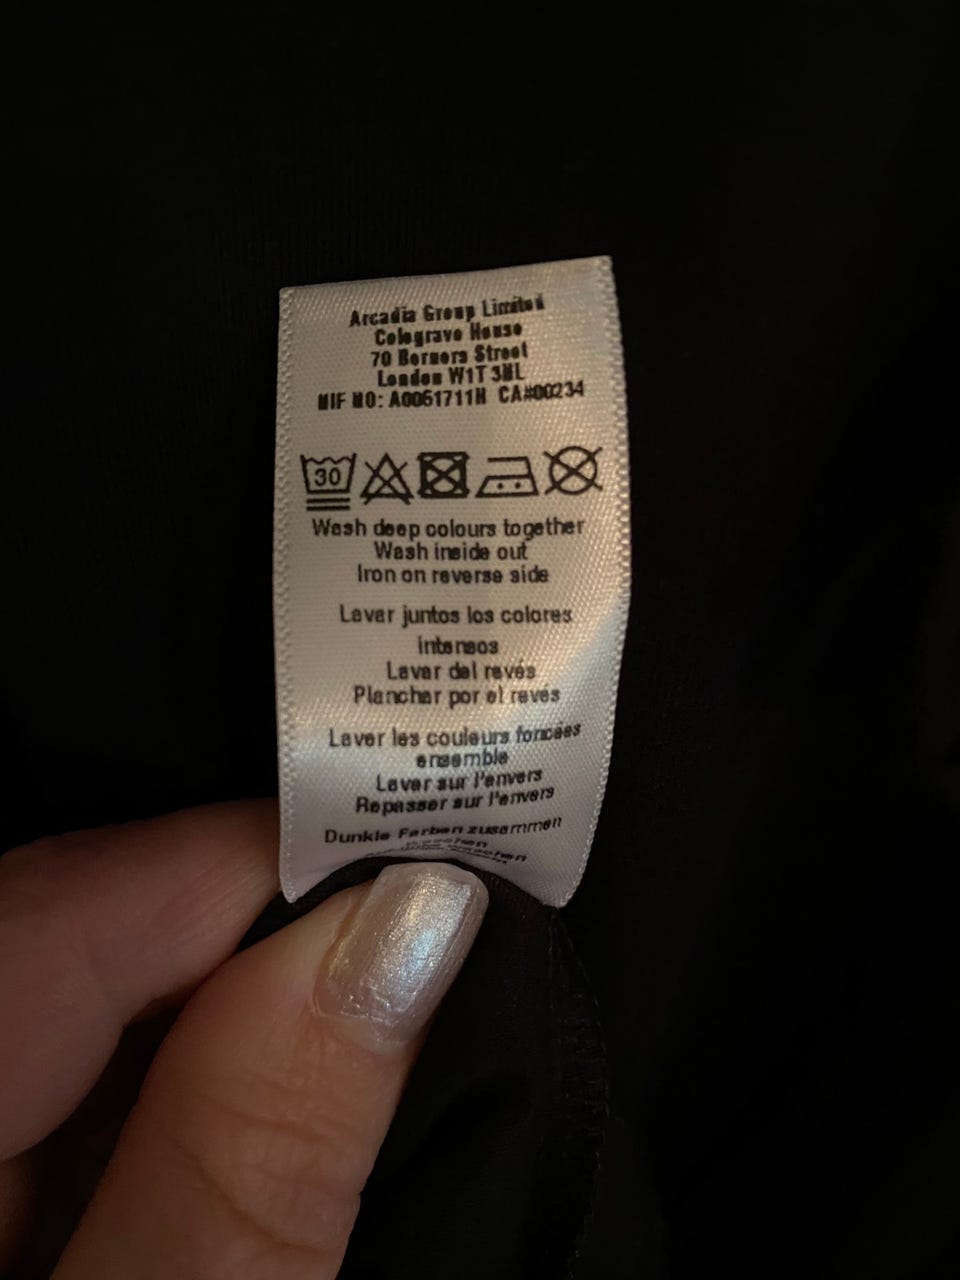 Arcadia Group Limited
Colegrave House
70 Berners Street
London W1T 3NL
NIF NO: A0061711H CA#00234
30
Wash deep colours together
Wash inside out
Iron on reverse side
Lavar juntos los colores
intensos
Lavar del revés
Planchar por el revés
Laver les couleurs foncées
ensemble
Laver sur l'envers
Repasser sur l'envers
Dunkle Farben zusammen
waschen